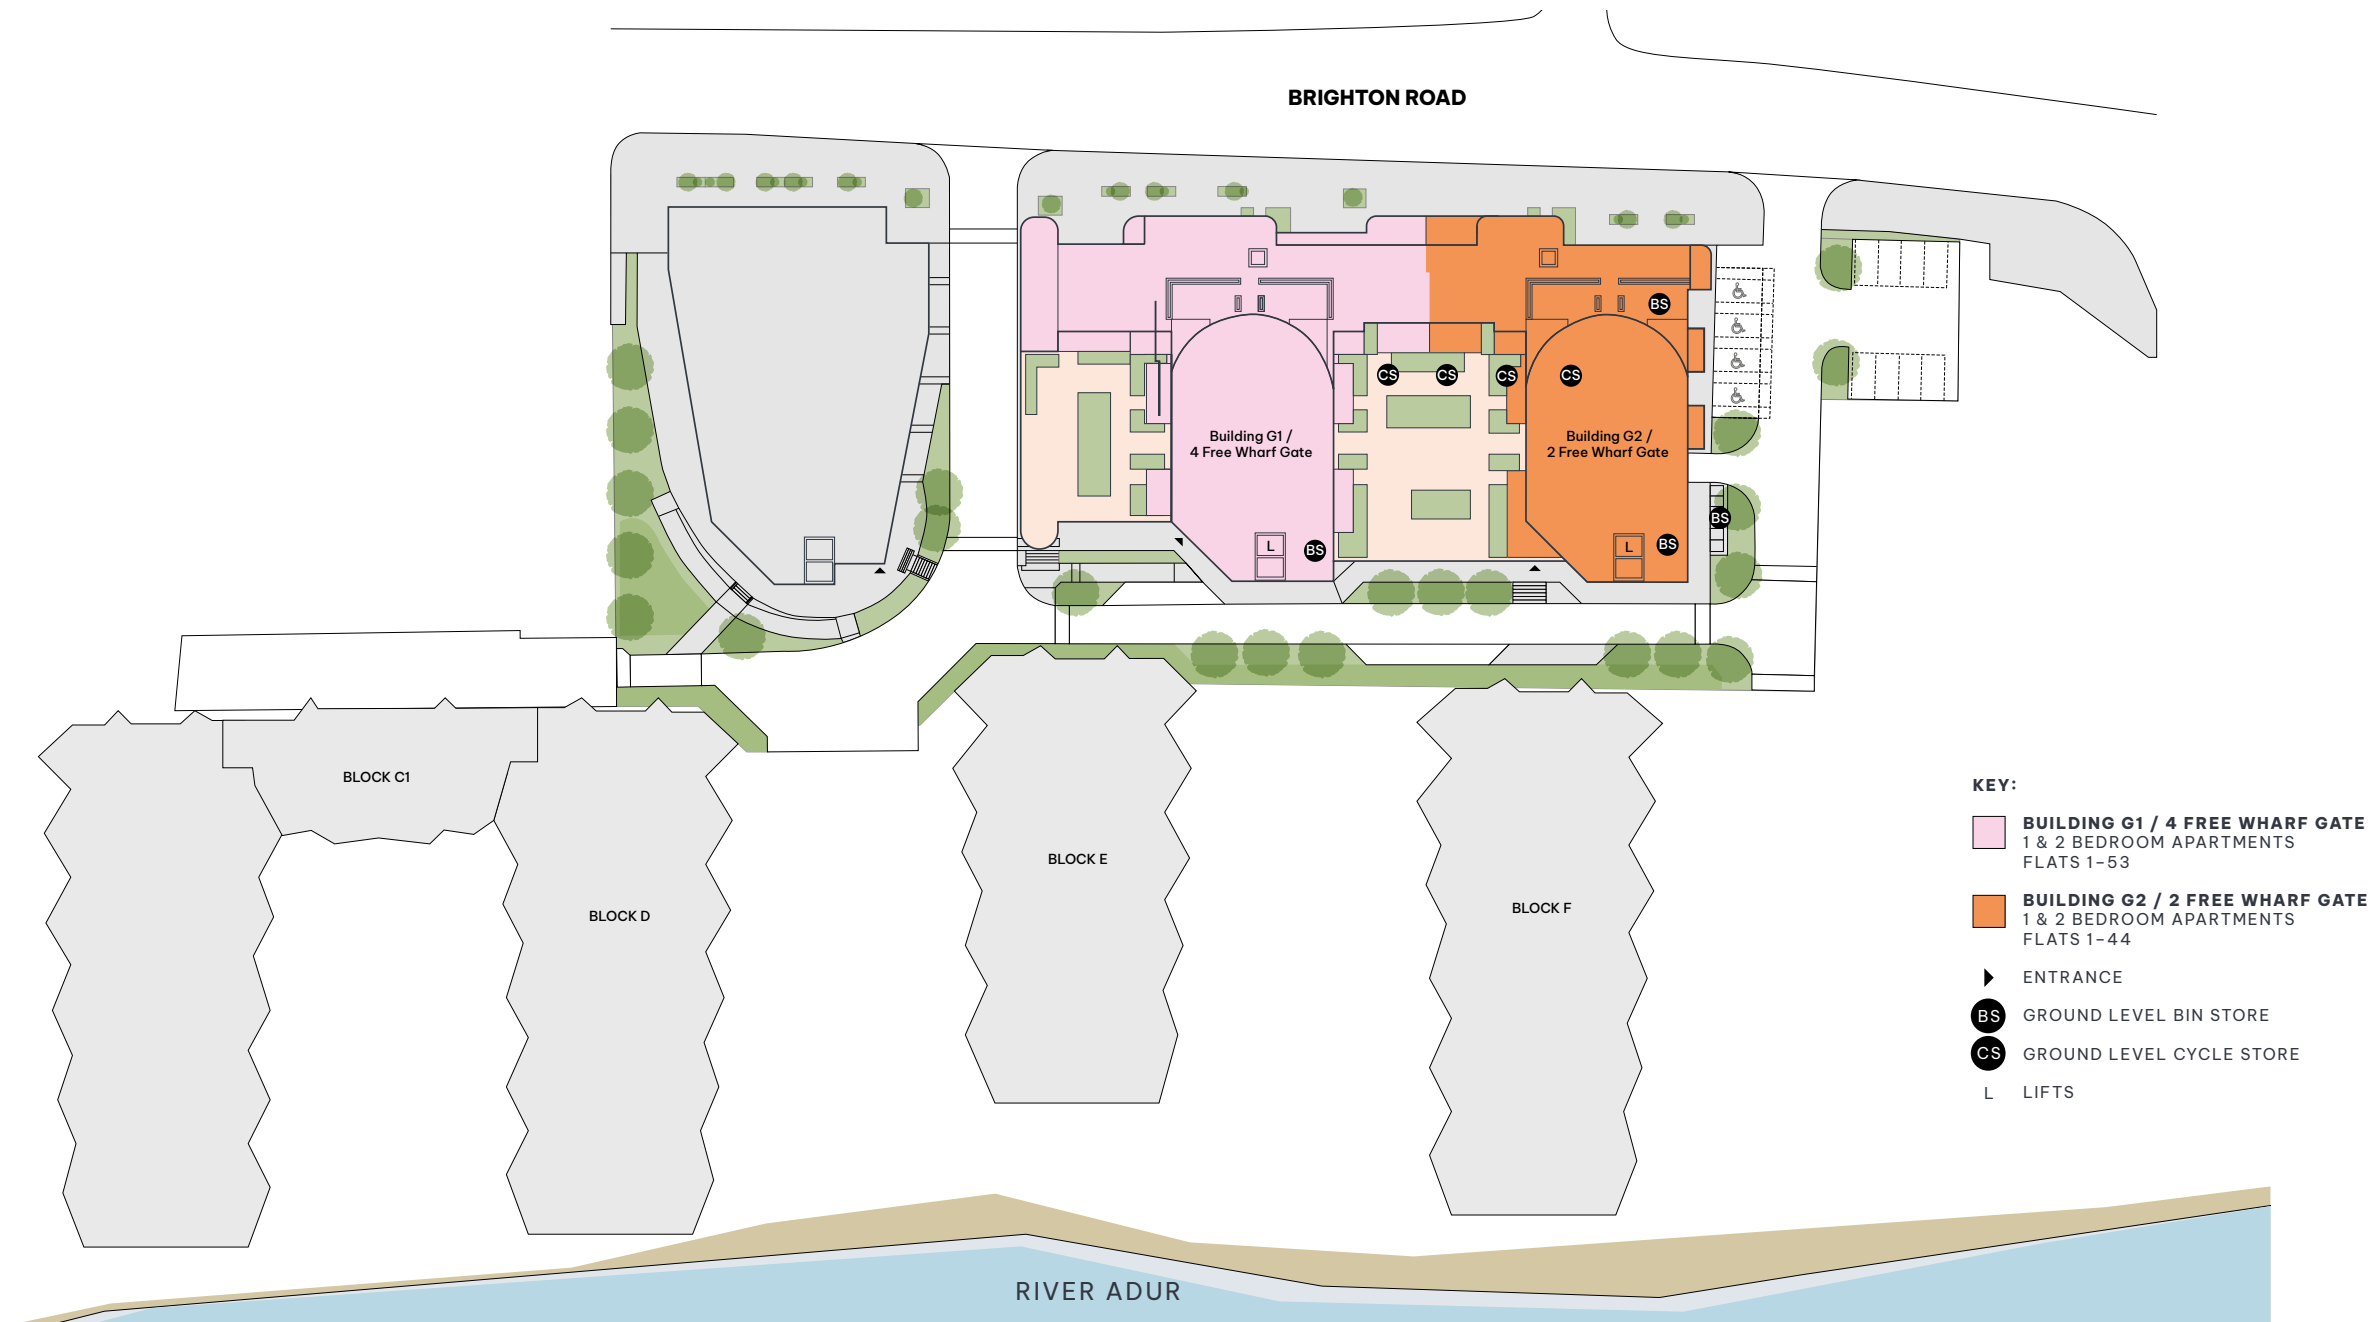 BRIGHTON ROAD
BS
CS
CS
CS
CS
Building G1 /
4 Free Wharf Gate
Building G2 /
2 Free Wharf Gate
BS
L
BS
L
BS
BLOCK C1
BLOCK D
BLOCK E
BLOCK F
KEY:
BUILDING G1 / 4 FREE WHARF GATE
1 & 2 BEDROOM APARTMENTS
FLATS 1–53
BUILDING G2 / 2 FREE WHARF GATE
1 & 2 BEDROOM APARTMENTS
FLATS 1–44
ENTRANCE
BS GROUND LEVEL BIN STORE
CS GROUND LEVEL CYCLE STORE
L LIFTS
RIVER ADUR